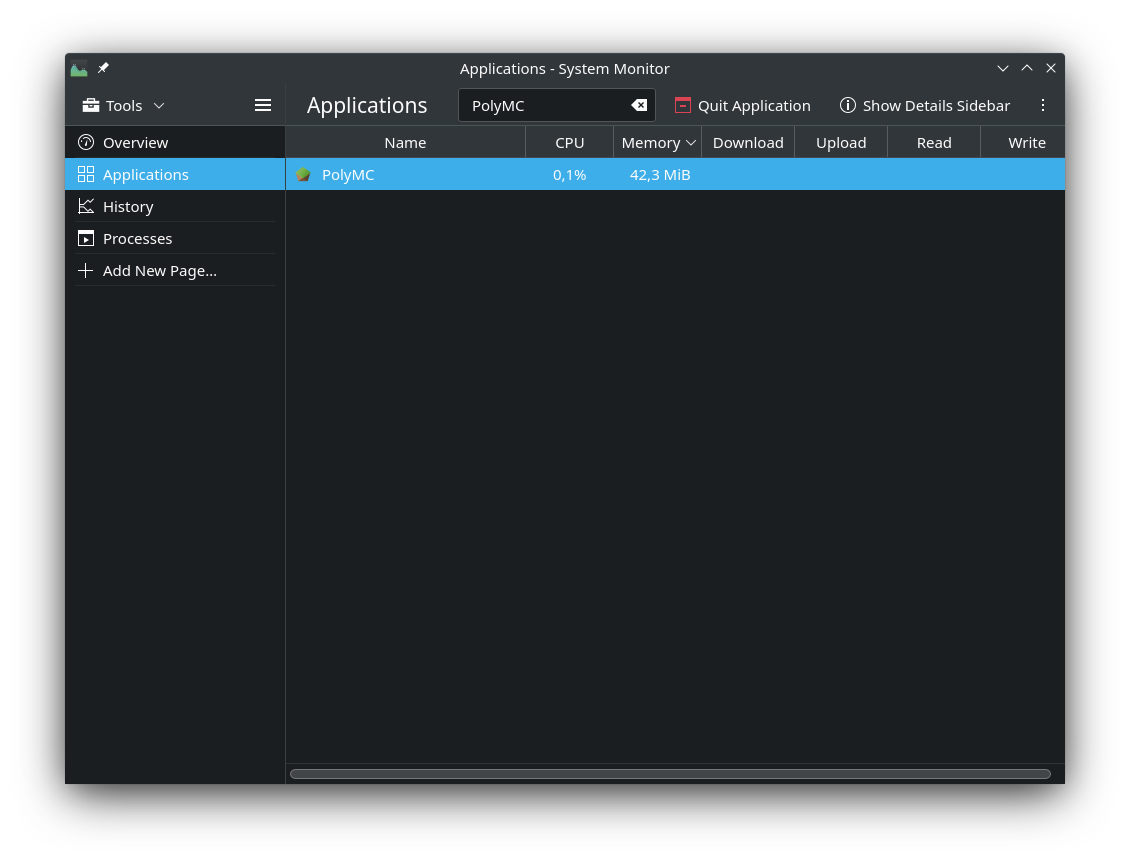 Applications - System Monitor
Tools
Applications
PolyMC
Quit Application
Show Details Sidebar
Overview
Applications
History
Processes
Add New Page...
Name CPU Memory Download Upload Read Write
PolyMC 0,1% 42,3 MiB